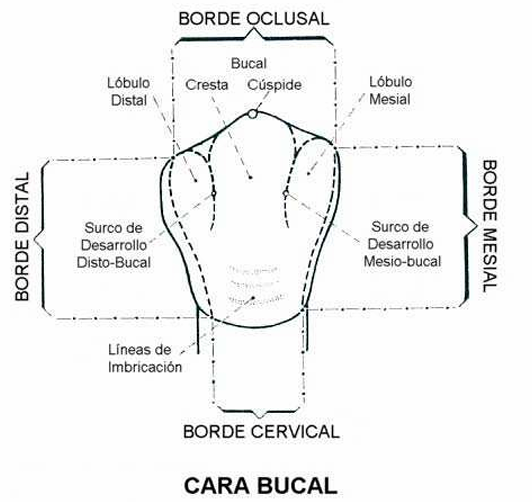 BORDE OCLUSAL
Bucal
Cresta Cúspide
Lóbulo
Distal
Lóbulo
Mesial
BORDE DISTAL
BORDE MESIAL
Surco de
Desarrollo
Disto-Bucal
Surco de
Desarrollo
Mesio-bucal
Líneas de
Imbricación
BORDE CERVICAL
CARA BUCAL